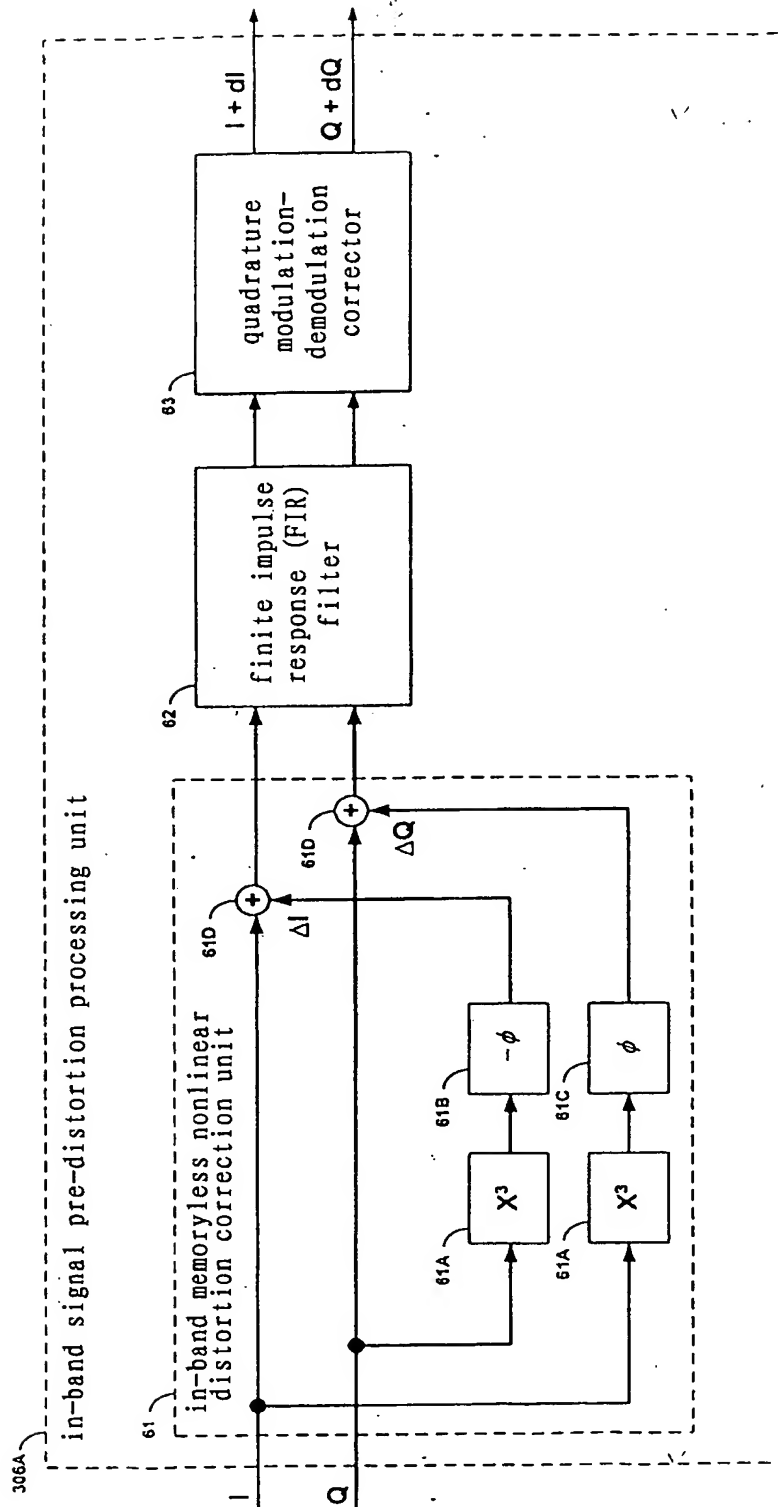 306A
in-band signal pre-distortion processing unit
61
in-band memoryless nonlinear
distortion correction unit
I
Q
61A
X³
61B
-ϕ
61A
X³
61C
ϕ
61D
+
ΔI
61D
+
ΔQ
62
finite impulse
response (FIR)
filter
63
quadrature
modulation-
demodulation
corrector
I + dI
Q + dQ